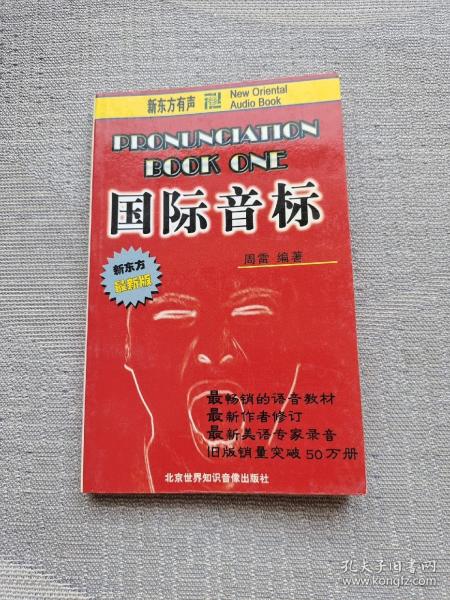 新东方有声
New Oriental
Audio Book
PRONUNCIATION
BOOK ONE
国际音标
周雷 编著
新东方
最新版
最畅销的语音教材
最新作者修订
最新美语专家录音
旧版销量突破50万册
北京世界知识音像出版社
孔夫子旧书网
www.kongfz.com